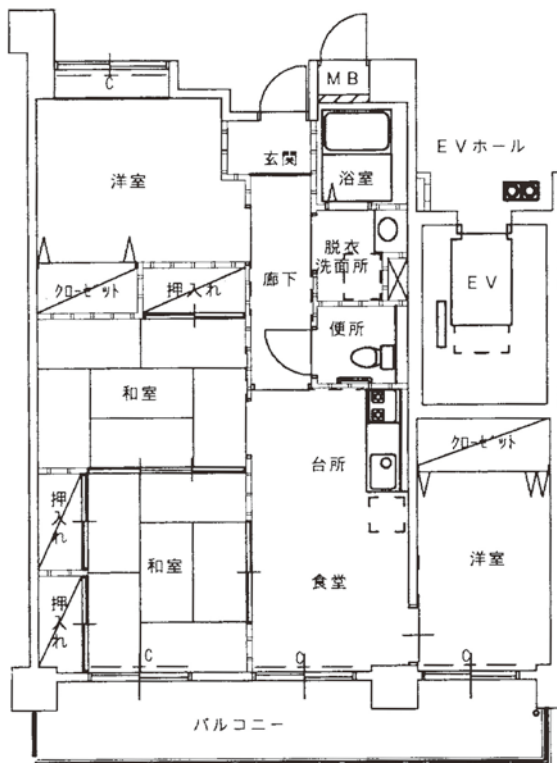 C
MB
玄関
EVホール
洋室
浴室
脱衣
洗面所
廊下
EV
クローゼット
押入れ
便所
和室
台所
クローゼット
押入れ
和室
食堂
洋室
押入れ
C
C
C
バルコニー